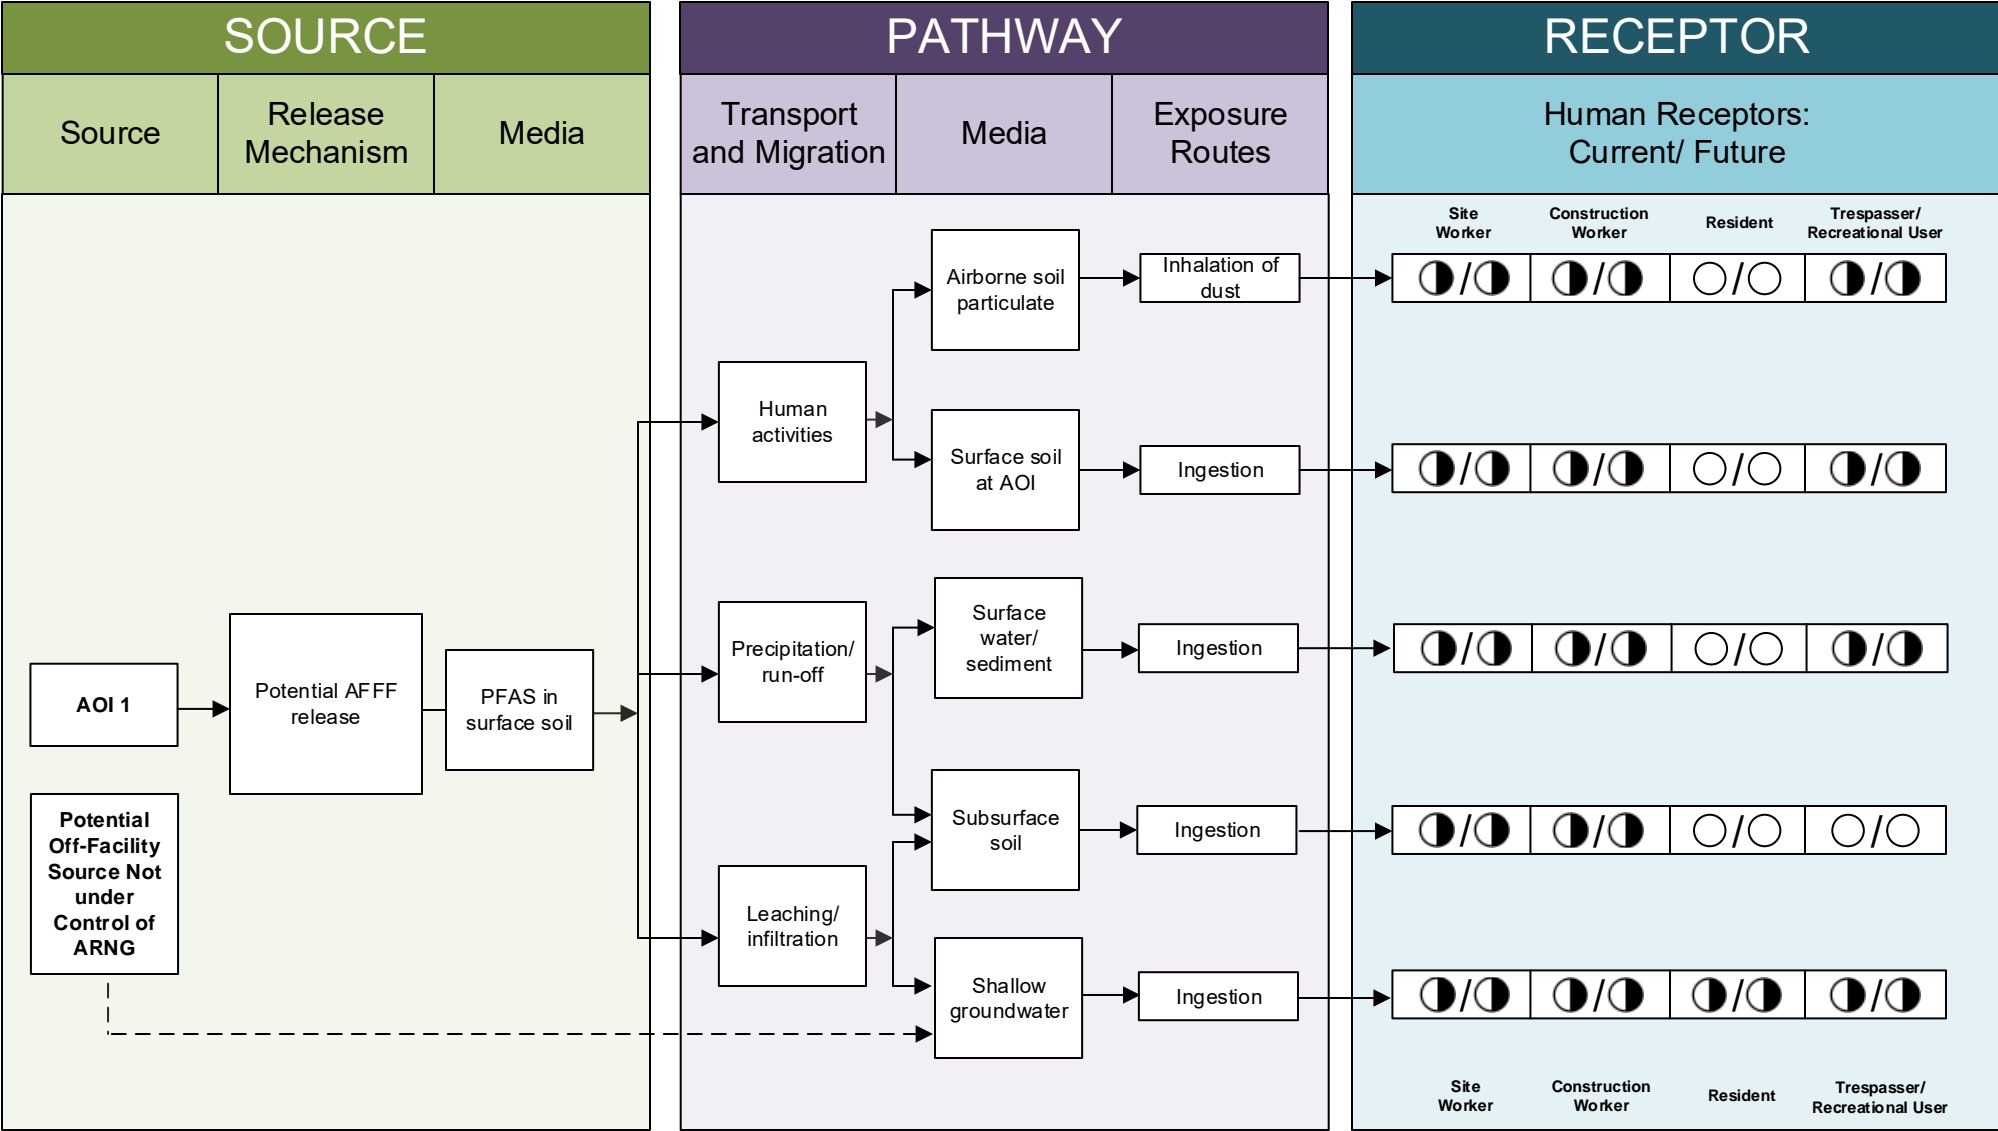 SOURCE
PATHWAY
RECEPTOR
Source
Release
Mechanism
Media
Transport
and Migration
Media
Exposure
Routes
Human Receptors:
Current/ Future
Site
Worker
Construction
Worker
Resident
Trespasser/
Recreational User
Airborne soil
particulate
Inhalation of
dust
/
/
/
/
Human
activities
Surface soil
at AOI
Ingestion
/
/
/
/
Precipitation/
run-off
Surface
water/
sediment
Ingestion
/
/
/
/
AOI 1
Potential AFFF
release
PFAS in
surface soil
Potential
Off-Facility
Source Not
under
Control of
ARNG
Subsurface
soil
Ingestion
/
/
/
/
Leaching/
infiltration
Shallow
groundwater
Ingestion
/
/
/
/
Site
Worker
Construction
Worker
Resident
Trespasser/
Recreational User